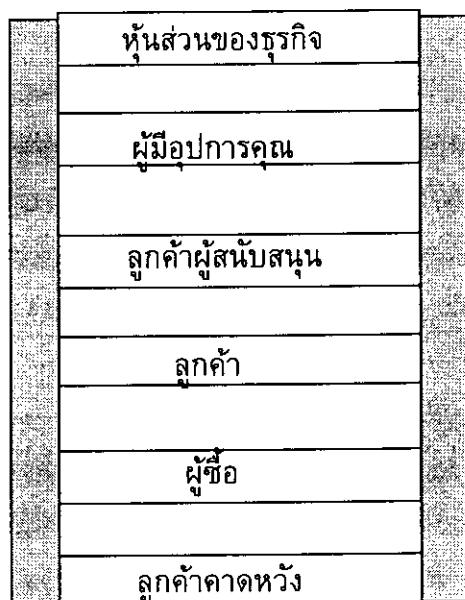 หุ้นส่วนของธุรกิจ
ผู้มีอุปการคุณ
ลูกค้าผู้สนับสนุน
ลูกค้า
ผู้ซื้อ
ลูกค้าคาดหวัง